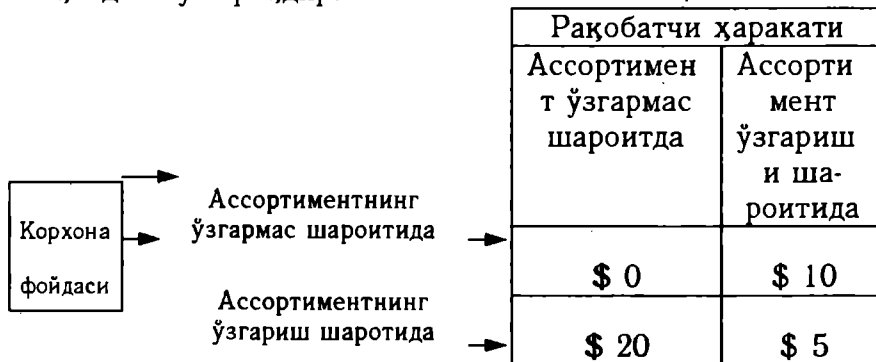 Рақобатчи ҳаракати
Ассортимен
т ўзгармас
шароитда
Ассорти
мент
ўзгариш
и ша-
роитида
Корхона
фойдаси
Ассортиментнинг
ўзгармас шароитида
$ 0
$ 10
Ассортиментнинг
ўзгариш шаротида
$ 20
$ 5